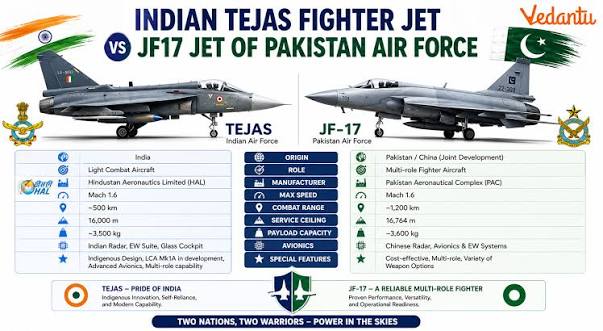 INDIAN TEJAS FIGHTER JET
Vedantu
VS JF17 JET OF PAKISTAN AIR FORCE
TEJAS
Indian Air Force
JF-17
Pakistan Air Force
India ORIGIN Pakistan / China (Joint Development)
Light Combat Aircraft ROLE Multi-role Fighter Aircraft
HAL Hindustan Aeronautics Limited (HAL) MANUFACTURER Pakistan Aeronautical Complex (PAC)
Mach 1.6 MAX SPEED Mach 1.6
~500 km COMBAT RANGE ~1,200 km
16,000 m SERVICE CEILING 16,764 m
~3,500 kg PAYLOAD CAPACITY ~3,600 kg
Indian Radar, EW Suite, Glass Cockpit AVIONICS Chinese Radar, Avionics & EW Systems
Indigenous Design, LCA Mk1A in development,
Advanced Avionics, Multi-role capability
SPECIAL FEATURES
Cost-effective, Multi-role, Variety of
Weapon Options
TEJAS – PRIDE OF INDIA
Indigenous Innovation, Self-Reliance,
and Modern Capability.
JF-17 – A RELIABLE MULTI-ROLE FIGHTER
Proven Performance, Versatility,
and Operational Readiness.
TWO NATIONS, TWO WARRIORS – POWER IN THE SKIES